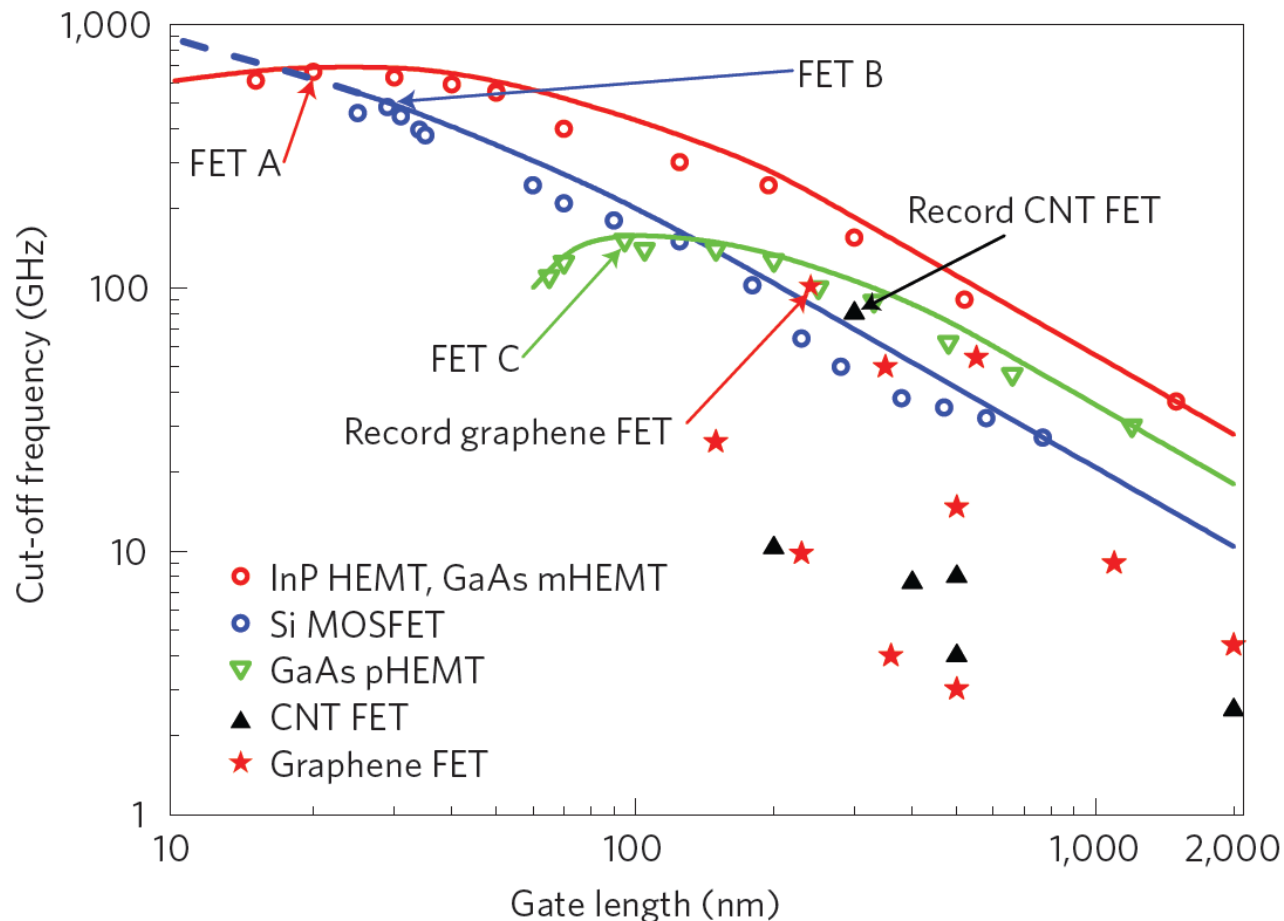 1,000
FET B
FET A
Record CNT FET
100
FET C
Record graphene FET
Cut-off frequency (GHz)
10
InP HEMT, GaAs mHEMT
Si MOSFET
GaAs pHEMT
CNT FET
Graphene FET
1
10
100
1,000
2,000
Gate length (nm)